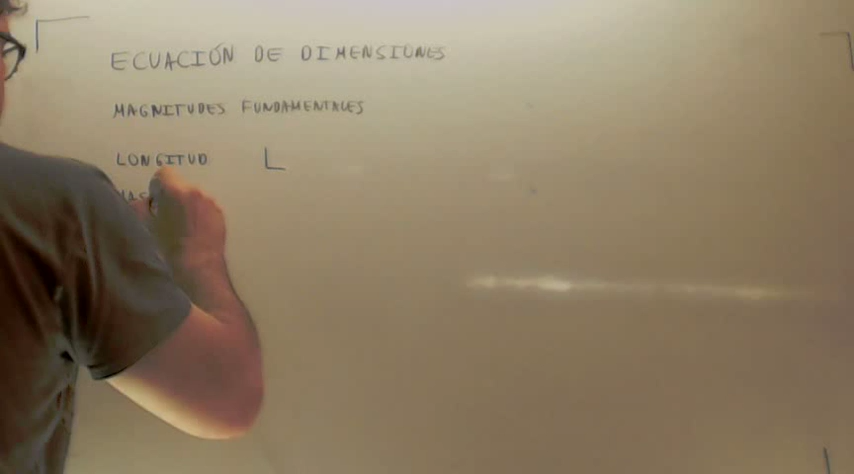 ECUACIÓN DE DIMENSIONES
MAGNITUDES FUNDAMENTALES
LONGITUD L